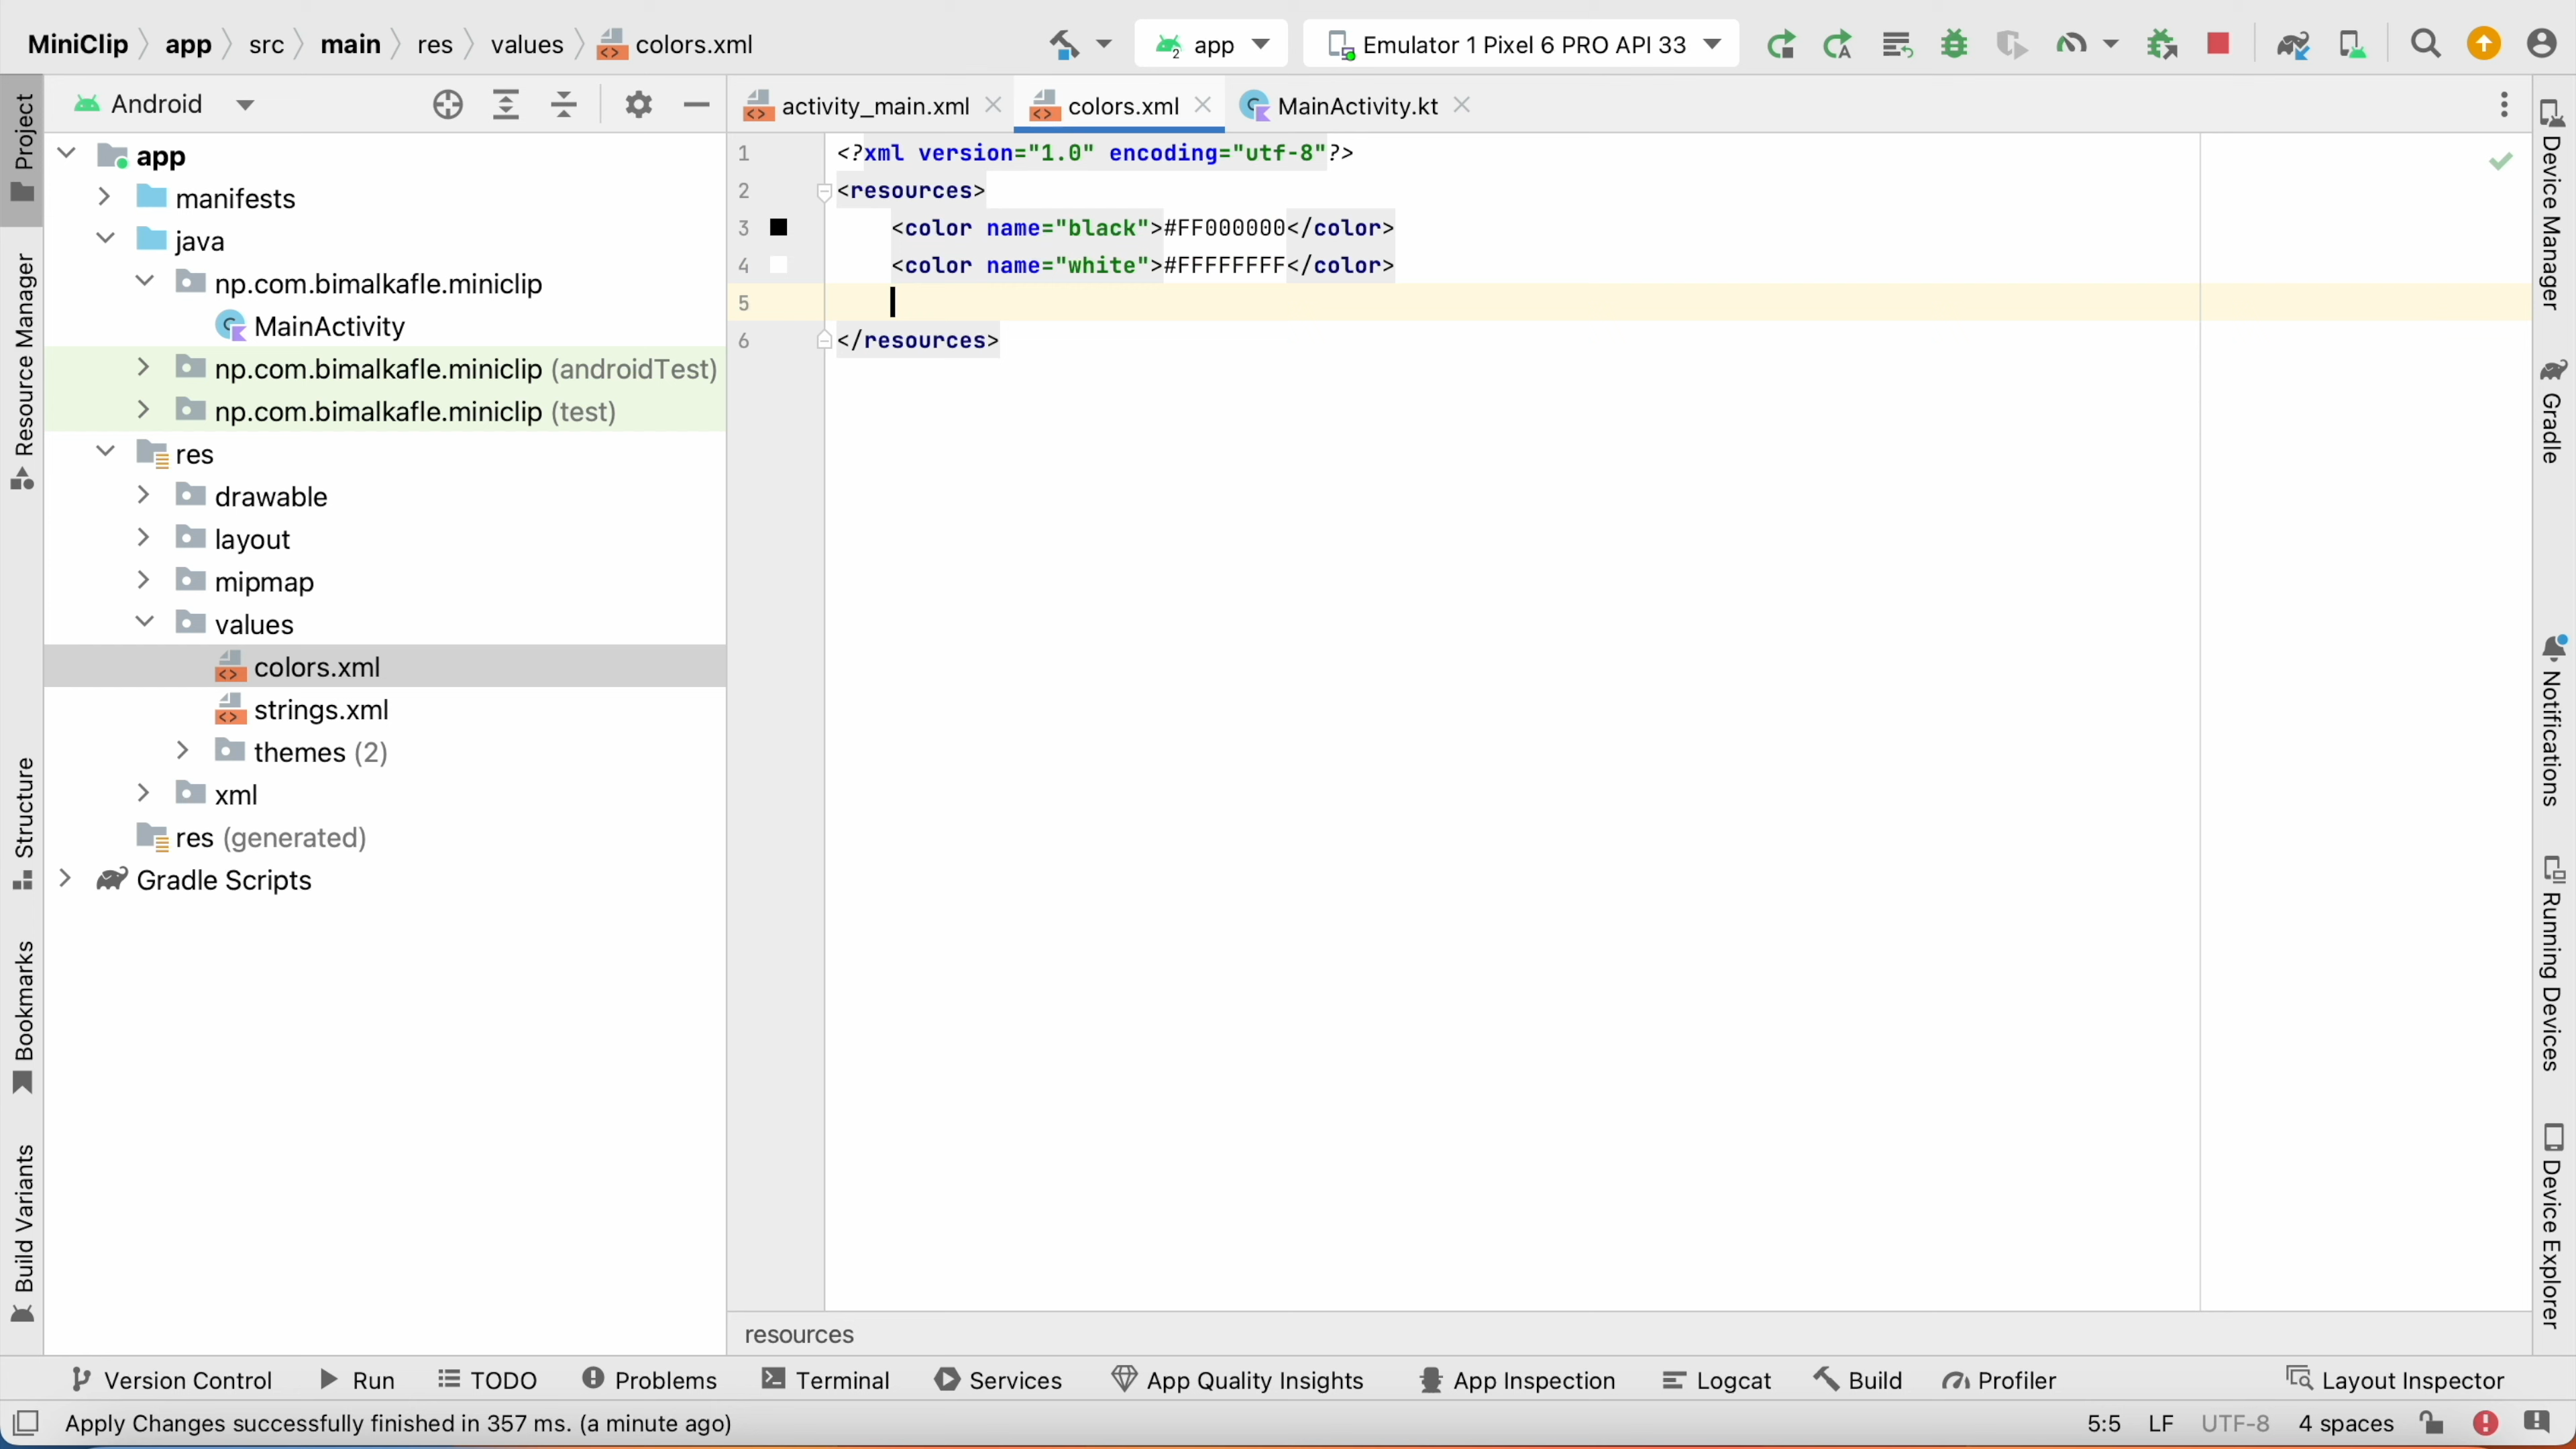 MiniClip app src main res values colors.xml app Emulator 1 Pixel 6 PRO API 33
Project
Resource Manager
Structure
Bookmarks
Build Variants
Android
app
manifests
java
np.com.bimalkafle.miniclip
MainActivity
np.com.bimalkafle.miniclip (androidTest)
np.com.bimalkafle.miniclip (test)
res
drawable
layout
mipmap
values
colors.xml
strings.xml
themes (2)
xml
res (generated)
Gradle Scripts
activity_main.xml colors.xml MainActivity.kt
1 <?xml version="1.0" encoding="utf-8"?>
2 <resources>
3 <color name="black">#FF000000</color>
4 <color name="white">#FFFFFFFF</color>
5
6 </resources>
resources
Device Manager
Gradle
Notifications
Running Devices
Device Explorer
Version Control Run TODO Problems Terminal Services App Quality Insights App Inspection Logcat Build Profiler Layout Inspector
Apply Changes successfully finished in 357 ms. (a minute ago) 5:5 LF UTF-8 4 spaces